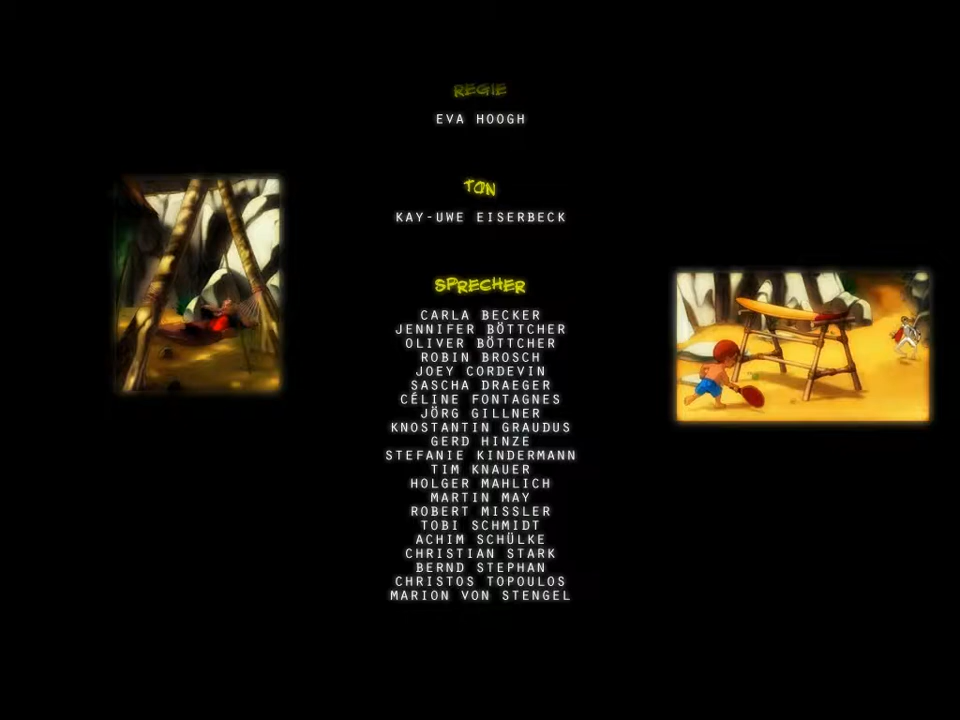 REGIE
EVA HOOGH
TON
KAY-UWE EISERBECK
SPRECHER
CARLA BECKER
JENNIFER BÖTTCHER
OLIVER BÖTTCHER
ROBIN BROSCH
JOEY CORDEVIN
SASCHA DRAEGER
CÉLINE FONTAGNES
JÖRG GILLNER
KNOSTANTIN GRAUDUS
GERD HINZE
STEFANIE KINDERMANN
TIM KNAUER
HOLGER MAHLICH
MARTIN MAY
ROBERT MISSLER
TOBI SCHMIDT
ACHIM SCHÜLKE
CHRISTIAN STARK
BERND STEPHAN
CHRISTOS TOPOULOS
MARION VON STENGEL